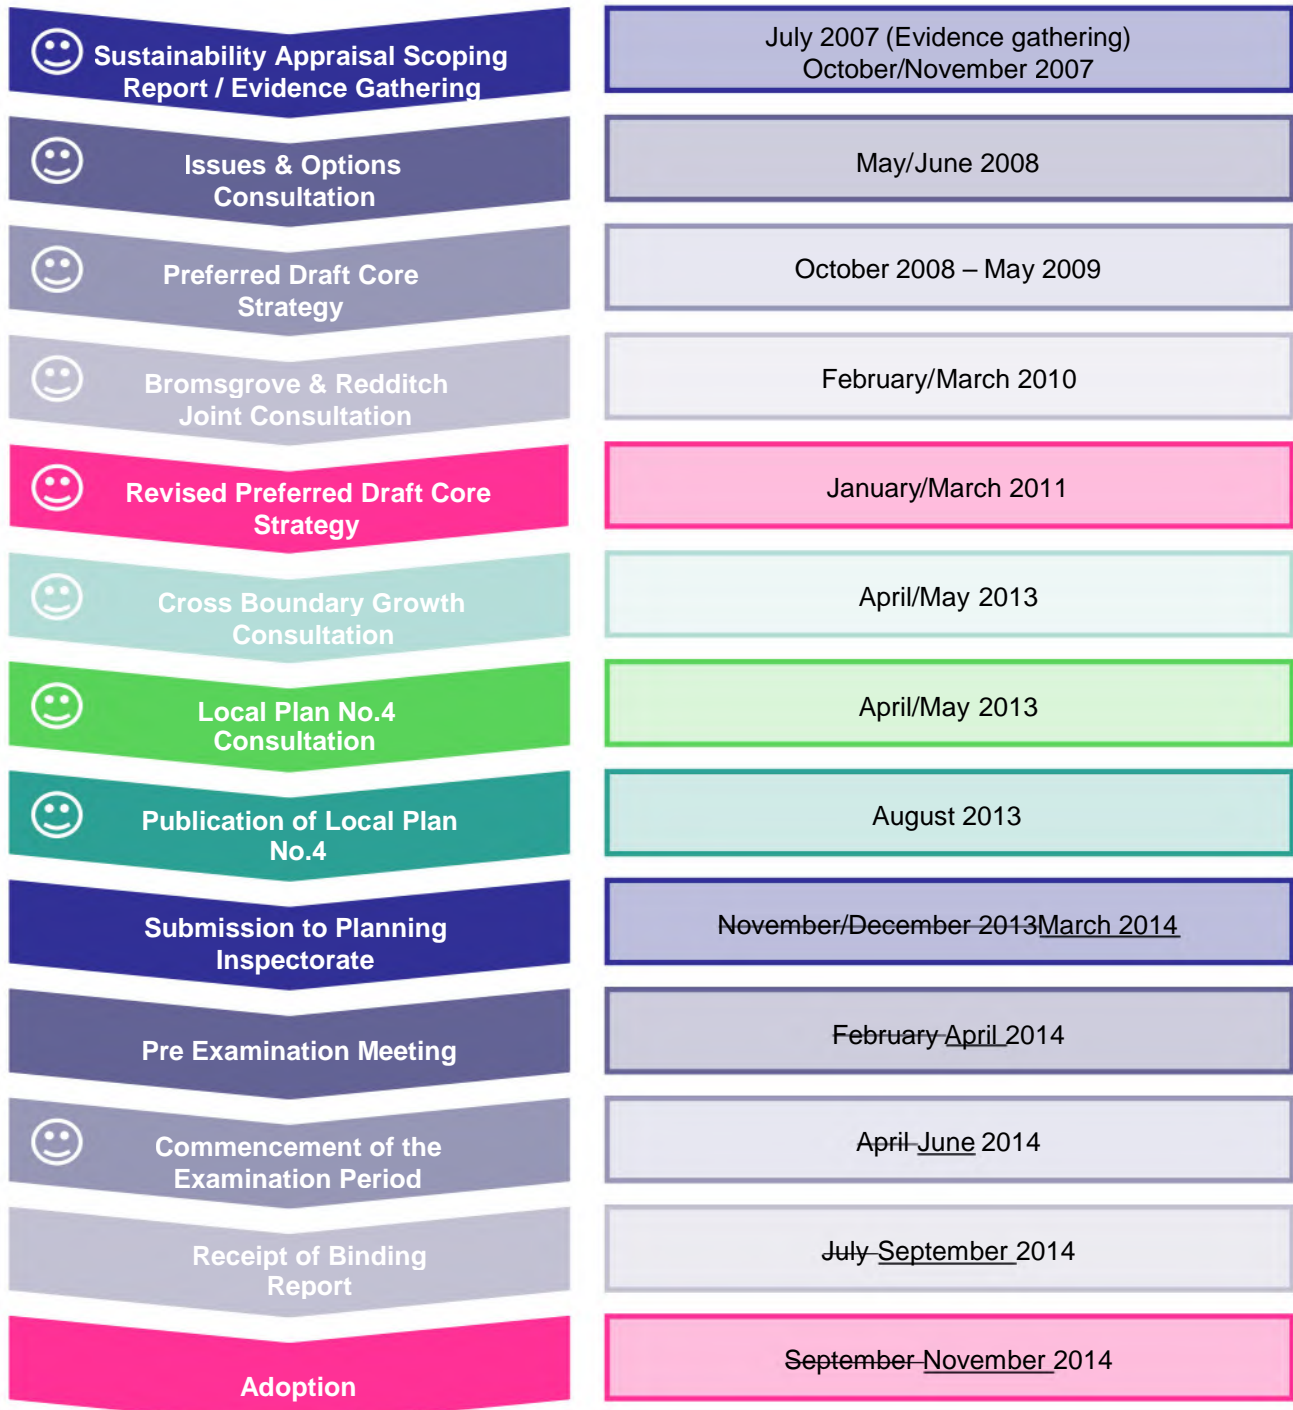 Sustainability Appraisal Scoping
Report / Evidence Gathering
July 2007 (Evidence gathering)
October/November 2007
Issues & Options
Consultation
May/June 2008
Preferred Draft Core
Strategy
October 2008 – May 2009
Bromsgrove & Redditch
Joint Consultation
February/March 2010
Revised Preferred Draft Core
Strategy
January/March 2011
Cross Boundary Growth
Consultation
April/May 2013
Local Plan No.4
Consultation
April/May 2013
Publication of Local Plan
No.4
August 2013
Submission to Planning
Inspectorate
November/December 2013March 2014
Pre Examination Meeting
February April 2014
Commencement of the
Examination Period
April June 2014
Receipt of Binding
Report
July September 2014
Adoption
September November 2014